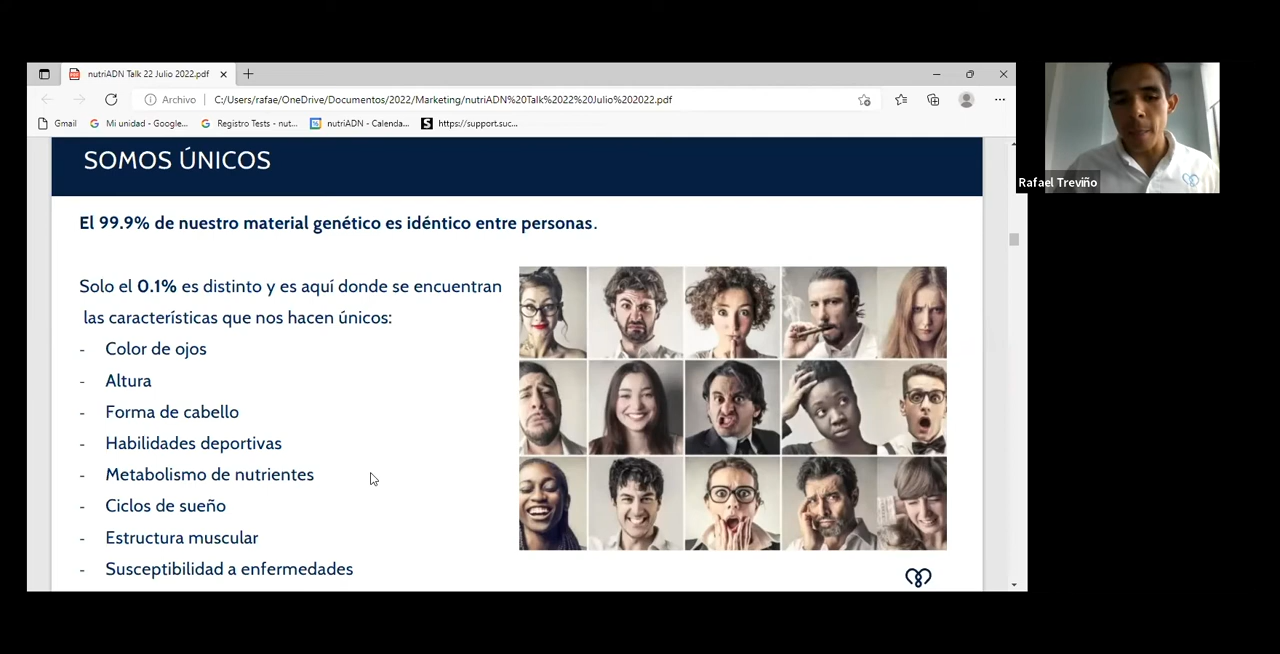 nutriADN Talk 22 Julio 2022.pdf
Archivo
C:/Users/rafae/OneDrive/Documentos/2022/Marketing/nutriADN%20Talk%2022%20Julio%202022.pdf
Gmail
Mi unidad - Google...
Registro Tests - nut...
nutriADN - Calenda...
https://support.suc...
Rafael Treviño
SOMOS ÚNICOS
El 99.9% de nuestro material genético es idéntico entre personas.
Solo el 0.1% es distinto y es aquí donde se encuentran
las características que nos hacen únicos:
- Color de ojos
- Altura
- Forma de cabello
- Habilidades deportivas
- Metabolismo de nutrientes
- Ciclos de sueño
- Estructura muscular
- Susceptibilidad a enfermedades